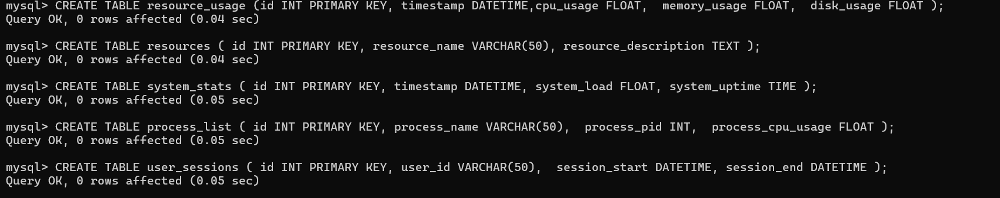 mysql> CREATE TABLE resource_usage (id INT PRIMARY KEY, timestamp DATETIME,cpu_usage FLOAT,  memory_usage FLOAT,  disk_usage FLOAT );
Query OK, 0 rows affected (0.04 sec)
mysql> CREATE TABLE resources ( id INT PRIMARY KEY, resource_name VARCHAR(50), resource_description TEXT );
Query OK, 0 rows affected (0.04 sec)
mysql> CREATE TABLE system_stats ( id INT PRIMARY KEY, timestamp DATETIME, system_load FLOAT, system_uptime TIME );
Query OK, 0 rows affected (0.05 sec)
mysql> CREATE TABLE process_list ( id INT PRIMARY KEY, process_name VARCHAR(50),  process_pid INT,  process_cpu_usage FLOAT );
Query OK, 0 rows affected (0.05 sec)
mysql> CREATE TABLE user_sessions ( id INT PRIMARY KEY, user_id VARCHAR(50),  session_start DATETIME, session_end DATETIME );
Query OK, 0 rows affected (0.05 sec)